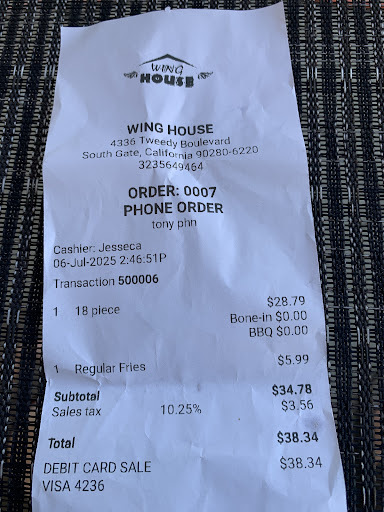 WING
HOUSE
WING HOUSE
4336 Tweedy Boulevard
South Gate, California 90280-6220
3235649464
ORDER: 0007
PHONE ORDER
tony phn
Cashier: Jesseca
06-Jul-2025 2:46:51P
Transaction 500006
1 18 piece $28.79
Bone-in $0.00
BBQ $0.00
1 Regular Fries $5.99
Subtotal $34.78
Sales tax 10.25% $3.56
Total $38.34
DEBIT CARD SALE $38.34
VISA 4236